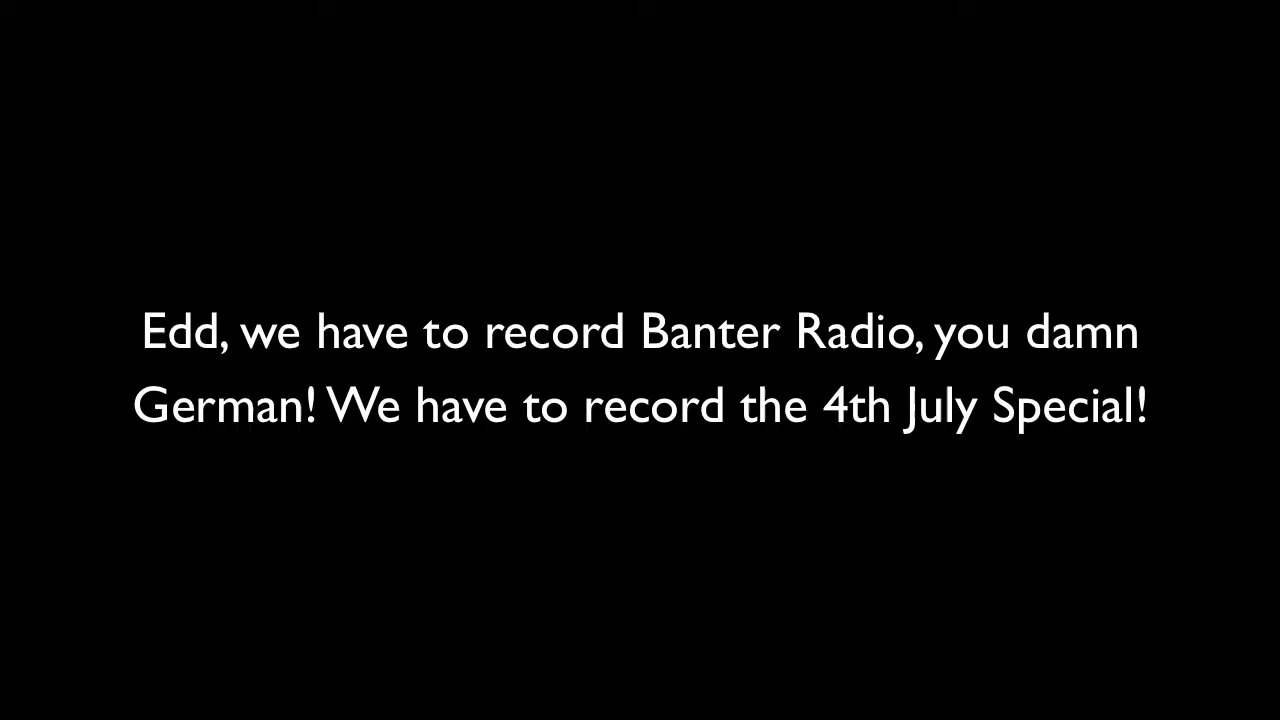 Edd, we have to record Banter Radio, you damn
German! We have to record the 4th July Special!